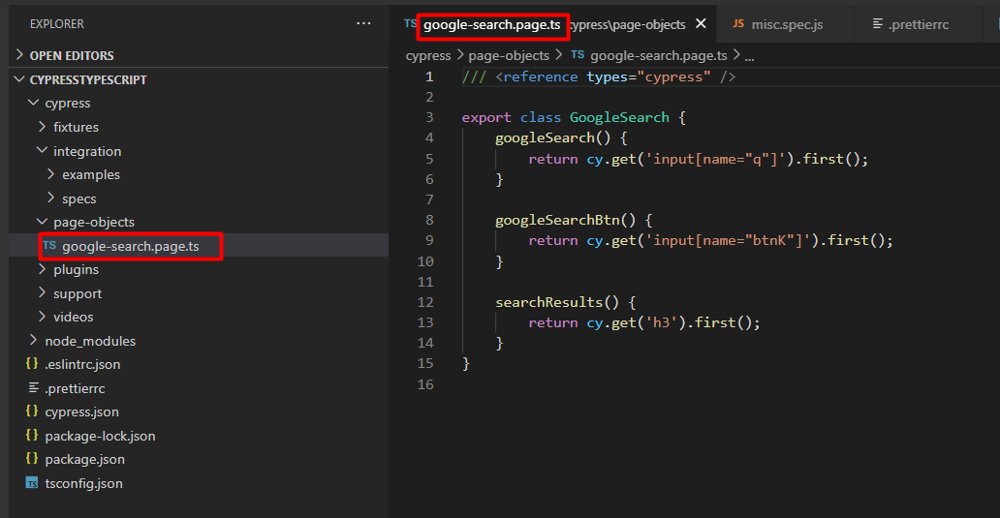 EXPLORER ...
OPEN EDITORS
CYPRESSTYPESCRIPT
cypress
fixtures
integration
examples
specs
page-objects
TS google-search.page.ts
plugins
support
videos
node_modules
{} .eslintrc.json
.prettierrc
{} cypress.json
{} package-lock.json
{} package.json
TS tsconfig.json
TS google-search.page.ts cypress\page-objects JS misc.spec.js .prettierrc
cypress > page-objects > TS google-search.page.ts > ...
1 /// <reference types="cypress" />
2
3 export class GoogleSearch {
4 googleSearch() {
5 return cy.get('input[name="q"]').first();
6 }
7
8 googleSearchBtn() {
9 return cy.get('input[name="btnK"]').first();
10 }
11
12 searchResults() {
13 return cy.get('h3').first();
14 }
15 }
16